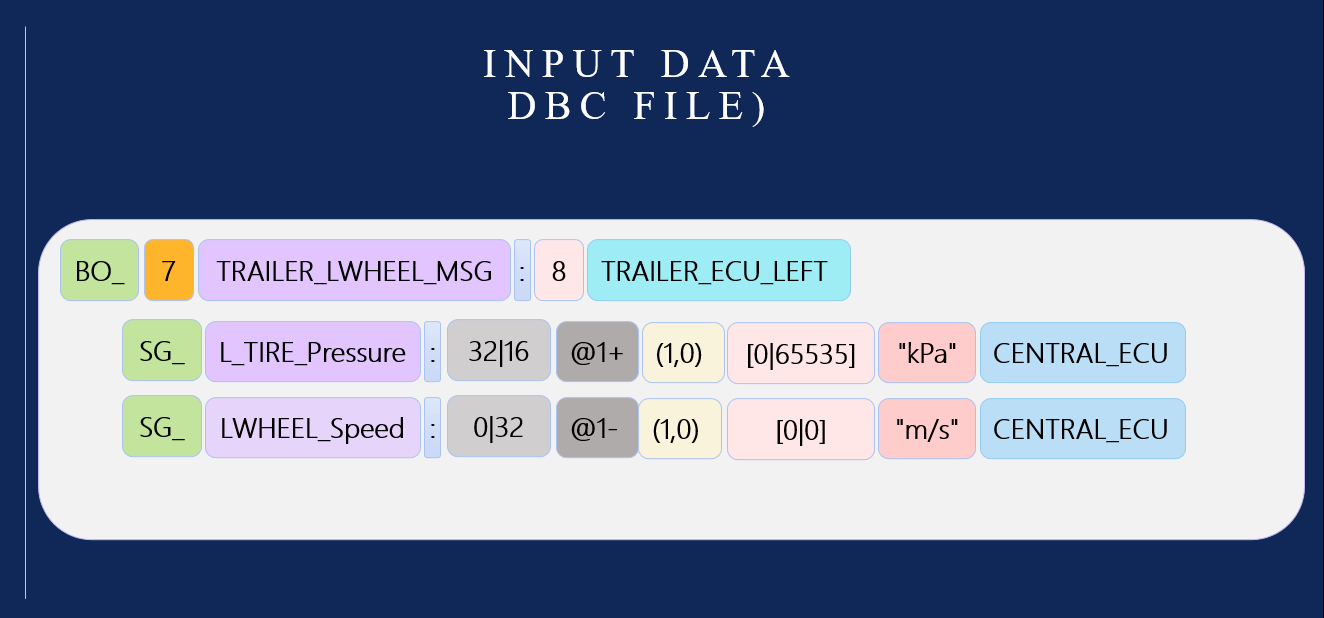 INPUT DATA
DBC FILE)
BO_ 7 TRAILER_LWHEEL_MSG : 8 TRAILER_ECU_LEFT
SG_ L_TIRE_Pressure : 32|16 @1+ (1,0) [0|65535] "kPa" CENTRAL_ECU
SG_ LWHEEL_Speed : 0|32 @1- (1,0) [0|0] "m/s" CENTRAL_ECU